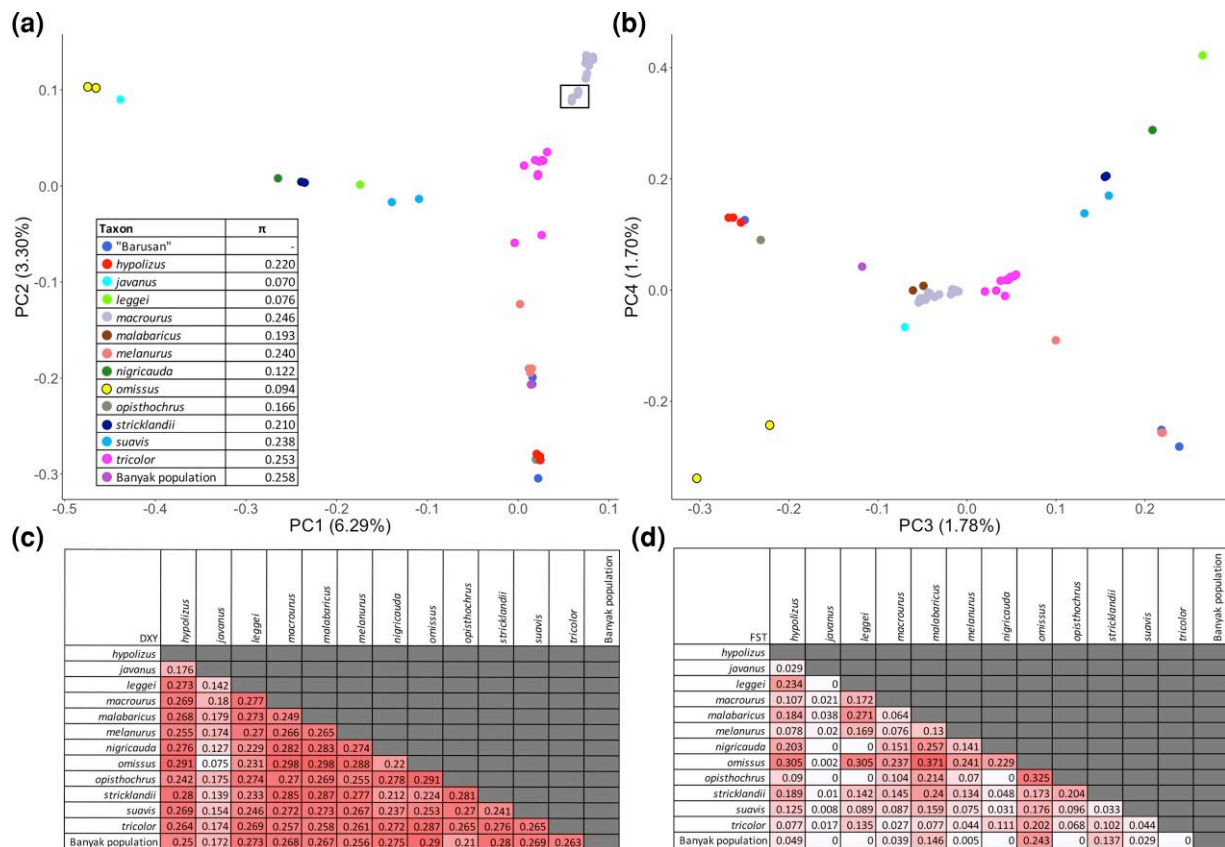 (a)
(b)
PC2 (3.30%)
0.1
0.0
-0.1
-0.2
-0.3
Taxon π
"Barusan" -
hypolizus 0.220
javanus 0.070
leggei 0.076
macrourus 0.246
malabaricus 0.193
melanurus 0.240
nigricauda 0.122
omissus 0.094
opisthochrus 0.166
stricklandii 0.210
suavis 0.238
tricolor 0.253
Banyak population 0.258
-0.5 -0.4 -0.3 -0.2 -0.1 0.0 0.1
PC1 (6.29%)
PC4 (1.70%)
0.4
0.2
0.0
-0.2
-0.3 -0.2 -0.1 0.0 0.1 0.2
PC3 (1.78%)
(c)
DXY hypolizus javanus leggei macrourus malabaricus melanurus nigricauda omissus opisthochrus stricklandii suavis tricolor Banyak population
hypolizus
javanus 0.176
leggei 0.273 0.142
macrourus 0.269 0.18 0.277
malabaricus 0.268 0.179 0.273 0.249
melanurus 0.255 0.174 0.27 0.266 0.265
nigricauda 0.276 0.127 0.229 0.282 0.283 0.274
omissus 0.291 0.075 0.231 0.298 0.298 0.288 0.22
opisthochrus 0.242 0.175 0.274 0.27 0.269 0.255 0.278 0.291
stricklandii 0.28 0.139 0.233 0.285 0.287 0.277 0.212 0.224 0.281
suavis 0.269 0.154 0.246 0.272 0.273 0.267 0.237 0.253 0.27 0.241
tricolor 0.264 0.174 0.269 0.257 0.258 0.261 0.272 0.287 0.265 0.276 0.265
Banyak population 0.25 0.172 0.273 0.268 0.267 0.256 0.275 0.29 0.21 0.28 0.269 0.263
(d)
FST hypolizus javanus leggei macrourus malabaricus melanurus nigricauda omissus opisthochrus stricklandii suavis tricolor Banyak population
hypolizus
javanus 0.029
leggei 0.234 0
macrourus 0.107 0.021 0.172
malabaricus 0.184 0.038 0.271 0.064
melanurus 0.078 0.02 0.169 0.076 0.13
nigricauda 0.203 0 0 0.151 0.257 0.141
omissus 0.305 0.002 0.305 0.237 0.371 0.241 0.229
opisthochrus 0.09 0 0 0.104 0.214 0.07 0 0.325
stricklandii 0.189 0.01 0.142 0.145 0.24 0.134 0.048 0.173 0.204
suavis 0.125 0.008 0.089 0.087 0.159 0.075 0.031 0.176 0.096 0.033
tricolor 0.077 0.017 0.135 0.027 0.077 0.044 0.111 0.202 0.068 0.102 0.044
Banyak population 0.049 0 0 0.039 0.146 0.005 0 0.243 0 0.137 0.029 0